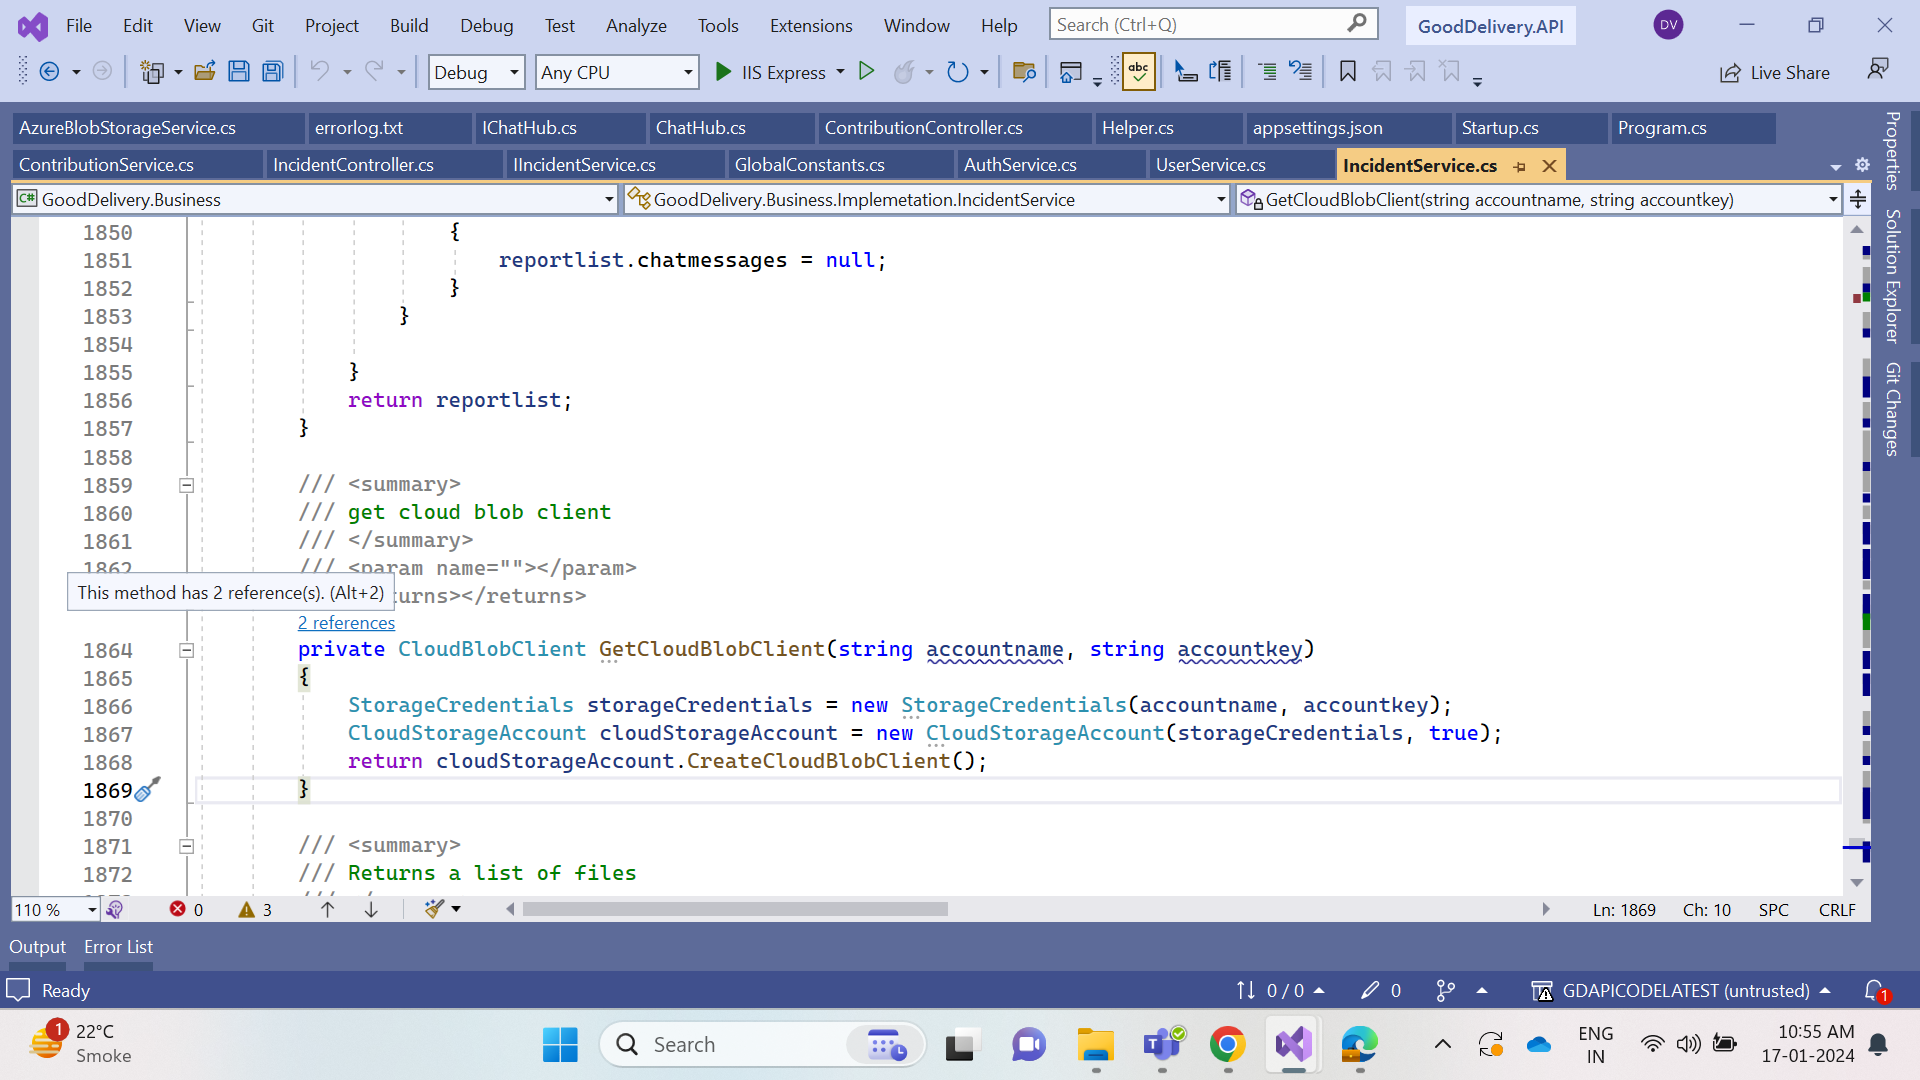 File Edit View Git Project Build Debug Test Analyze Tools Extensions Window Help Search (Ctrl+Q) GoodDelivery.API DV
Debug Any CPU IIS Express abc Live Share
AzureBlobStorageService.cs errorlog.txt IChatHub.cs ChatHub.cs ContributionController.cs Helper.cs appsettings.json Startup.cs Program.cs
ContributionService.cs IncidentController.cs IIncidentService.cs GlobalConstants.cs AuthService.cs UserService.cs IncidentService.cs
C# GoodDelivery.Business GoodDelivery.Business.Implemetation.IncidentService GetCloudBlobClient(string accountname, string accountkey)
Properties
Solution Explorer
Git Changes
1850 {
1851 reportlist.chatmessages = null;
1852 }
1853 }
1854
1855 }
1856 return reportlist;
1857 }
1858
1859 /// <summary>
1860 /// get cloud blob client
1861 /// </summary>
1862 /// <param name=""></param>
This method has 2 reference(s). (Alt+2) urns></returns>
2 references
1864 private CloudBlobClient GetCloudBlobClient(string accountname, string accountkey)
1865 {
1866 StorageCredentials storageCredentials = new StorageCredentials(accountname, accountkey);
1867 CloudStorageAccount cloudStorageAccount = new CloudStorageAccount(storageCredentials, true);
1868 return cloudStorageAccount.CreateCloudBlobClient();
1869 }
1870
1871 /// <summary>
1872 /// Returns a list of files
110 % 0 3 Ln: 1869 Ch: 10 SPC CRLF
Output Error List
Ready 0 / 0 0 GDAPICODELATEST (untrusted) 1
1 22°C Search ENG 10:55 AM
Smoke IN 17-01-2024